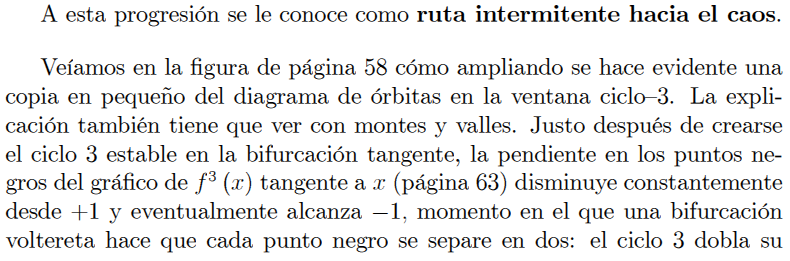 A esta progresión se le conoce como ruta intermitente hacia el caos.
Veíamos en la figura de página 58 cómo ampliando se hace evidente una
copia en pequeño del diagrama de órbitas en la ventana ciclo–3. La expli-
cación también tiene que ver con montes y valles. Justo después de crearse
el ciclo 3 estable en la bifurcación tangente, la pendiente en los puntos ne-
gros del gráfico de f³ (x) tangente a x (página 63) disminuye constantemente
desde +1 y eventualmente alcanza −1, momento en el que una bifurcación
voltereta hace que cada punto negro se separe en dos: el ciclo 3 dobla su